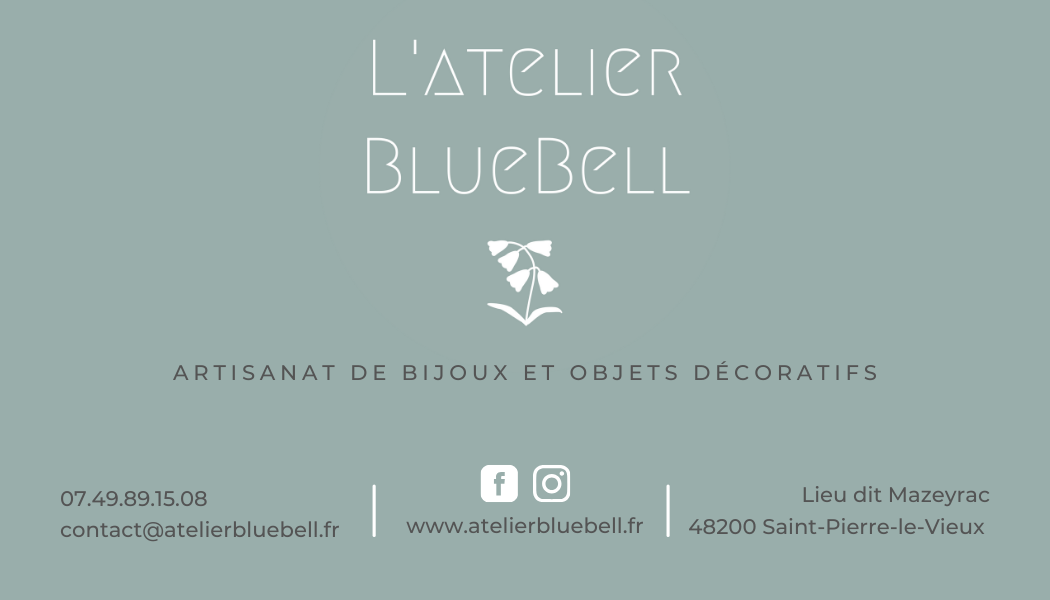 L'ATELIER
BLUEBELL
ARTISANAT DE BIJOUX ET OBJETS DÉCORATIFS
07.49.89.15.08
contact@atelierbluebell.fr
www.atelierbluebell.fr
Lieu dit Mazeyrac
48200 Saint-Pierre-le-Vieux